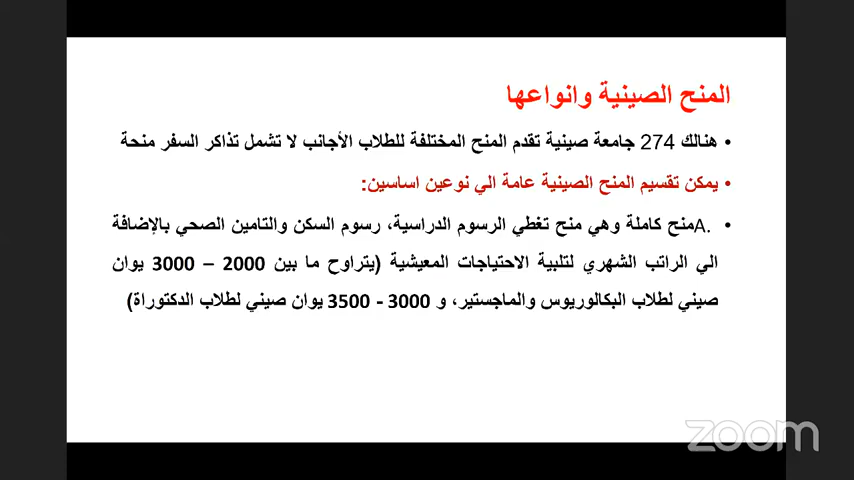 المنح الصينية وانواعها
• هنالك 274 جامعة صينية تقدم المنح المختلفة للطلاب الأجانب لا تشمل تذاكر السفر منحة
• يمكن تقسيم المنح الصينية عامة الي نوعين اساسين:
• A.منح كاملة وهي منح تغطي الرسوم الدراسية، رسوم السكن والتامين الصحي بالإضافة
الي الراتب الشهري لتلبية الاحتياجات المعيشية (يتراوح ما بين 2000 – 3000 يوان
صيني لطلاب البكالوريوس والماجستير، و 3000 - 3500 يوان صيني لطلاب الدكتوراة)
zoom